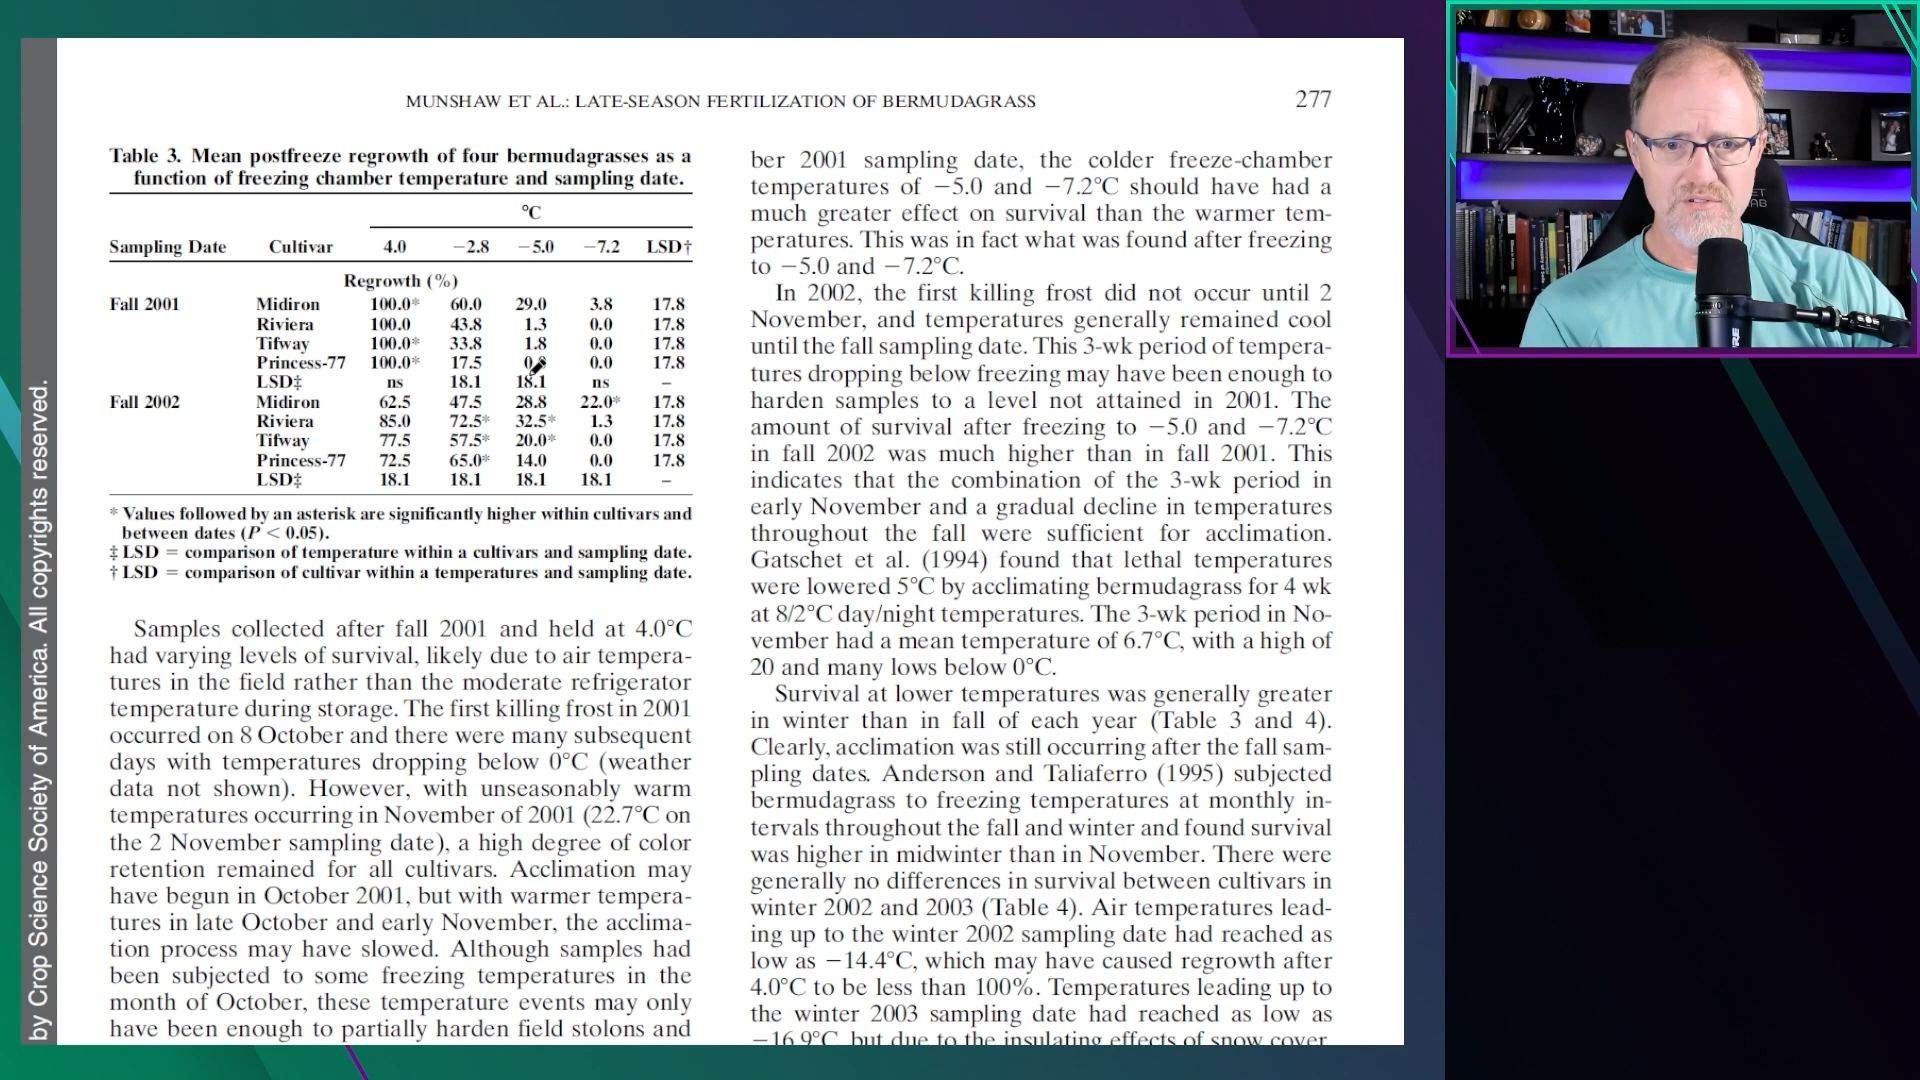 MUNSHAW ET AL.: LATE-SEASON FERTILIZATION OF BERMUDAGRASS 277
Table 3. Mean postfreeze regrowth of four bermudagrasses as a
function of freezing chamber temperature and sampling date.
°C
Sampling Date Cultivar 4.0 −2.8 −5.0 −7.2 LSD†
Regrowth (%)
Fall 2001 Midiron 100.0* 60.0 29.0 3.8 17.8
Riviera 100.0 43.8 1.3 0.0 17.8
Tifway 100.0* 33.8 1.8 0.0 17.8
Princess-77 100.0* 17.5 0.0 17.8
LSD‡ ns 18.1 18.1 ns –
Fall 2002 Midiron 62.5 47.5 28.8 22.0* 17.8
Riviera 85.0 72.5* 32.5* 1.3 17.8
Tifway 77.5 57.5* 20.0* 0.0 17.8
Princess-77 72.5 65.0* 14.0 0.0 17.8
LSD‡ 18.1 18.1 18.1 18.1 –
* Values followed by an asterisk are significantly higher within cultivars and
between dates (P < 0.05).
‡ LSD = comparison of temperature within a cultivars and sampling date.
† LSD = comparison of cultivar within a temperatures and sampling date.
Samples collected after fall 2001 and held at 4.0°C
had varying levels of survival, likely due to air tempera-
tures in the field rather than the moderate refrigerator
temperature during storage. The first killing frost in 2001
occurred on 8 October and there were many subsequent
days with temperatures dropping below 0°C (weather
data not shown). However, with unseasonably warm
temperatures occurring in November of 2001 (22.7°C on
the 2 November sampling date), a high degree of color
retention remained for all cultivars. Acclimation may
have begun in October 2001, but with warmer tempera-
tures in late October and early November, the acclima-
tion process may have slowed. Although samples had
been subjected to some freezing temperatures in the
month of October, these temperature events may only
have been enough to partially harden field stolons and
ber 2001 sampling date, the colder freeze-chamber
temperatures of −5.0 and −7.2°C should have had a
much greater effect on survival than the warmer tem-
peratures. This was in fact what was found after freezing
to −5.0 and −7.2°C.
In 2002, the first killing frost did not occur until 2
November, and temperatures generally remained cool
until the fall sampling date. This 3-wk period of tempera-
tures dropping below freezing may have been enough to
harden samples to a level not attained in 2001. The
amount of survival after freezing to −5.0 and −7.2°C
in fall 2002 was much higher than in fall 2001. This
indicates that the combination of the 3-wk period in
early November and a gradual decline in temperatures
throughout the fall were sufficient for acclimation.
Gatschet et al. (1994) found that lethal temperatures
were lowered 5°C by acclimating bermudagrass for 4 wk
at 8/2°C day/night temperatures. The 3-wk period in No-
vember had a mean temperature of 6.7°C, with a high of
20 and many lows below 0°C.
Survival at lower temperatures was generally greater
in winter than in fall of each year (Table 3 and 4).
Clearly, acclimation was still occurring after the fall sam-
pling dates. Anderson and Taliaferro (1995) subjected
bermudagrass to freezing temperatures at monthly in-
tervals throughout the fall and winter and found survival
was higher in midwinter than in November. There were
generally no differences in survival between cultivars in
winter 2002 and 2003 (Table 4). Air temperatures lead-
ing up to the winter 2002 sampling date had reached as
low as −14.4°C, which may have caused regrowth after
4.0°C to be less than 100%. Temperatures leading up to
the winter 2003 sampling date had reached as low as
−16.9°C, but due to the insulating effects of snow cover,
by Crop Science Society of America. All copyrights reserved.